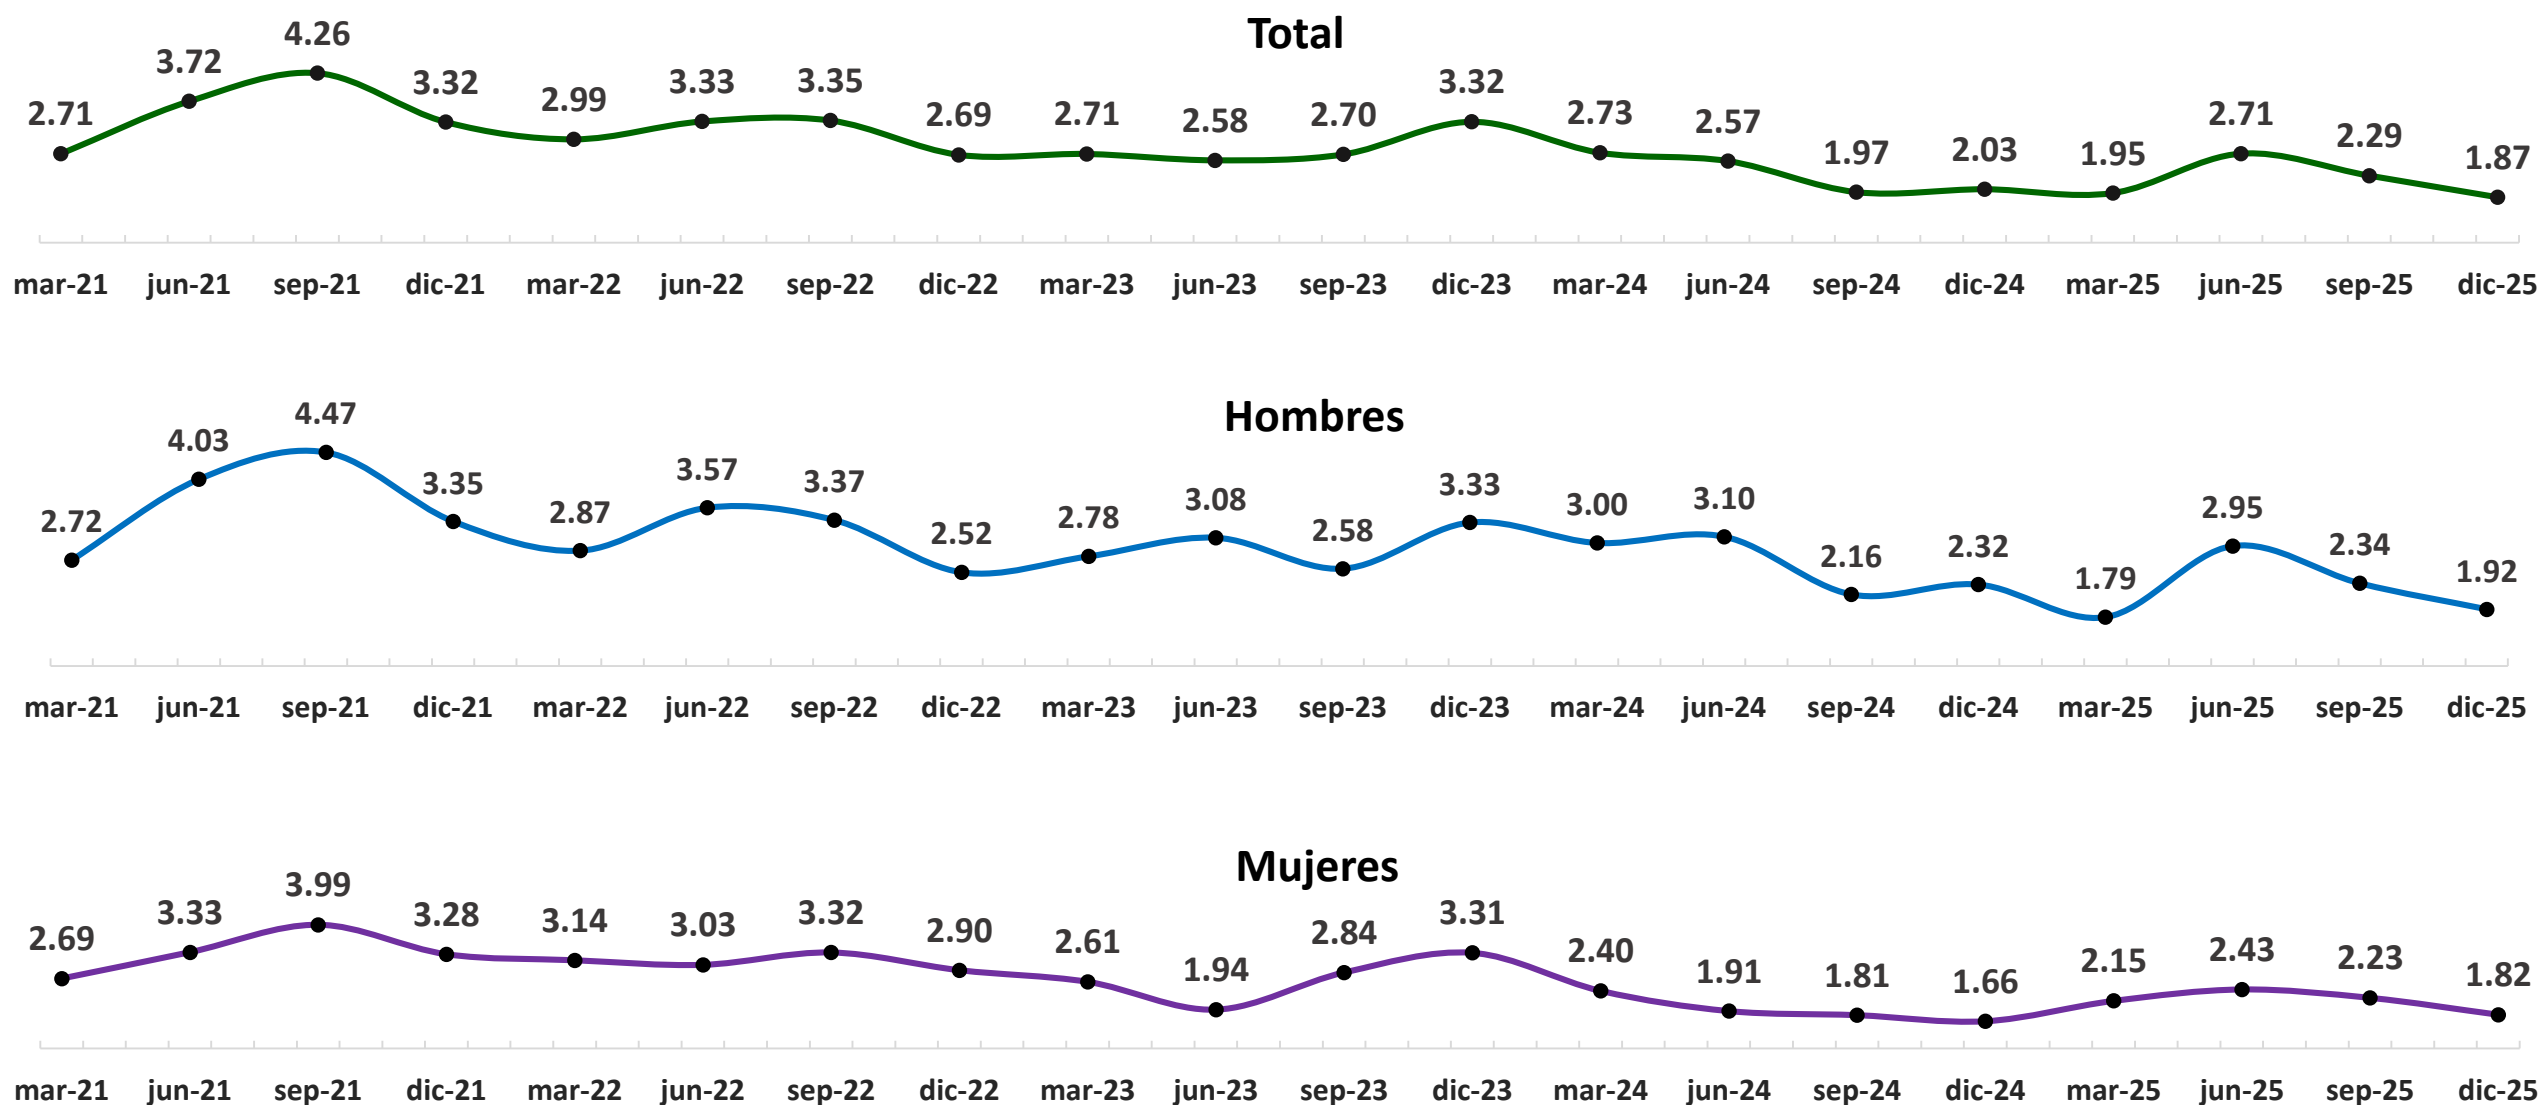 Total
2.71 3.72 4.26 3.32 2.99 3.33 3.35 2.69 2.71 2.58 2.70 3.32 2.73 2.57 1.97 2.03 1.95 2.71 2.29 1.87
mar-21 jun-21 sep-21 dic-21 mar-22 jun-22 sep-22 dic-22 mar-23 jun-23 sep-23 dic-23 mar-24 jun-24 sep-24 dic-24 mar-25 jun-25 sep-25 dic-25
Hombres
2.72 4.03 4.47 3.35 2.87 3.57 3.37 2.52 2.78 3.08 2.58 3.33 3.00 3.10 2.16 2.32 1.79 2.95 2.34 1.92
mar-21 jun-21 sep-21 dic-21 mar-22 jun-22 sep-22 dic-22 mar-23 jun-23 sep-23 dic-23 mar-24 jun-24 sep-24 dic-24 mar-25 jun-25 sep-25 dic-25
Mujeres
2.69 3.33 3.99 3.28 3.14 3.03 3.32 2.90 2.61 1.94 2.84 3.31 2.40 1.91 1.81 1.66 2.15 2.43 2.23 1.82
mar-21 jun-21 sep-21 dic-21 mar-22 jun-22 sep-22 dic-22 mar-23 jun-23 sep-23 dic-23 mar-24 jun-24 sep-24 dic-24 mar-25 jun-25 sep-25 dic-25